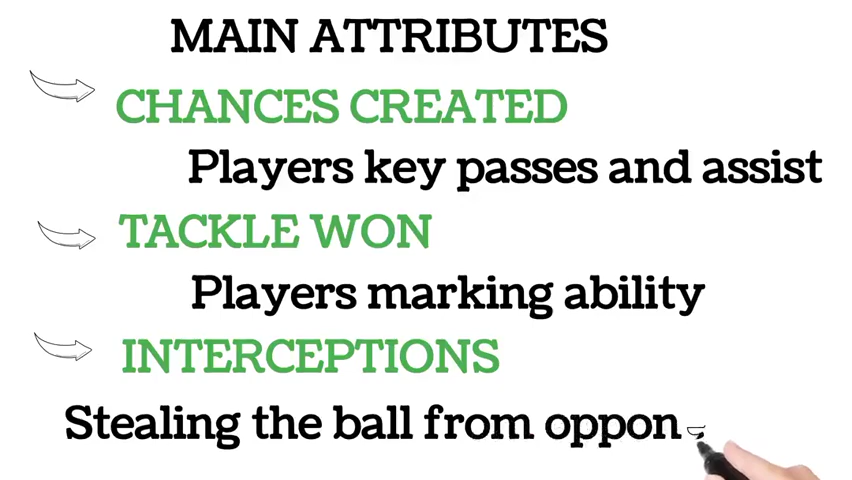 MAIN ATTRIBUTES
CHANCES CREATED
Players key passes and assist
TACKLE WON
Players marking ability
INTERCEPTIONS
Stealing the ball from oppon